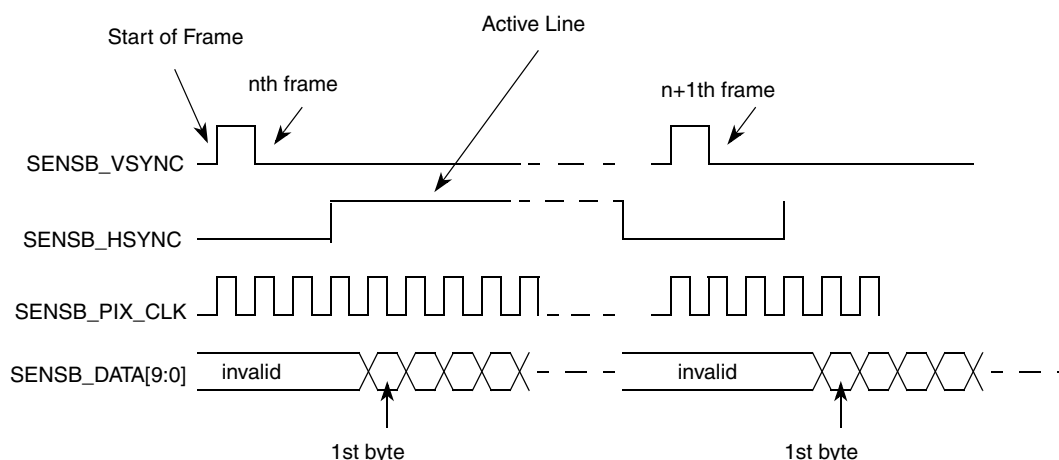 Active Line
Start of Frame
nth frame
n+1th frame
SENSB_VSYNC
SENSB_HSYNC
SENSB_PIX_CLK
SENSB_DATA[9:0]
invalid
invalid
1st byte
1st byte